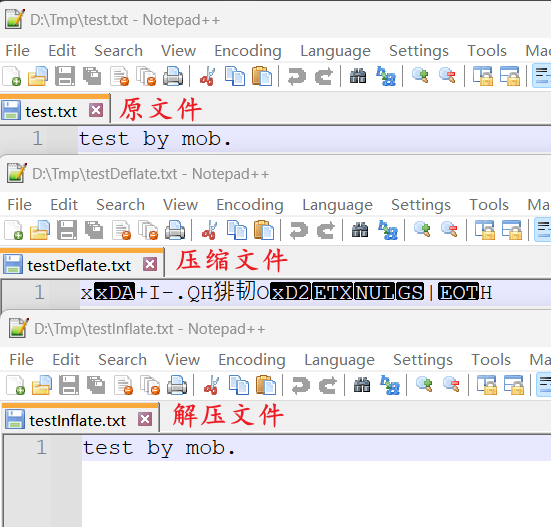 D:\Tmp\test.txt - Notepad++
File Edit Search View Encoding Language Settings Tools Mac
test.txt 原文件
1 test by mob.
D:\Tmp\testDeflate.txt - Notepad++
File Edit Search View Encoding Language Settings Tools
testDeflate.txt 压缩文件
1 xxDA+I-.QH猅韧OxD2ETXNULGS|EOTH
D:\Tmp\testInflate.txt - Notepad++
File Edit Search View Encoding Language Settings Tools Ma
testInflate.txt 解压文件
1 test by mob.